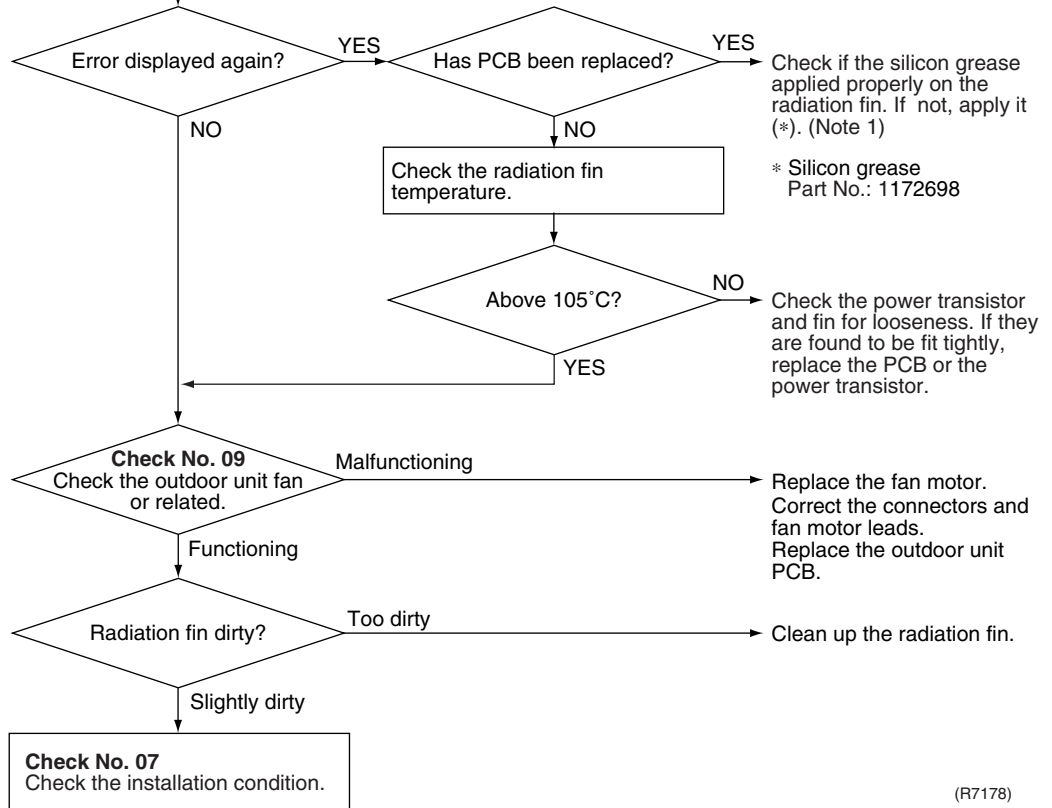 Error displayed again?
YES
Has PCB been replaced?
YES
Check if the silicon grease
applied properly on the
radiation fin. If  not, apply it
(*). (Note 1)
* Silicon grease
Part No.: 1172698
NO
NO
Check the radiation fin
temperature.
Above 105˚C?
NO
Check the power transistor
and fin for looseness. If they
are found to be fit tightly,
replace the PCB or the
power transistor.
YES
Check No. 09
Check the outdoor unit fan
or related.
Malfunctioning
Replace the fan motor.
Correct the connectors and
fan motor leads.
Replace the outdoor unit
PCB.
Functioning
Radiation fin dirty?
Too dirty
Clean up the radiation fin.
Slightly dirty
Check No. 07
Check the installation condition.
(R7178)